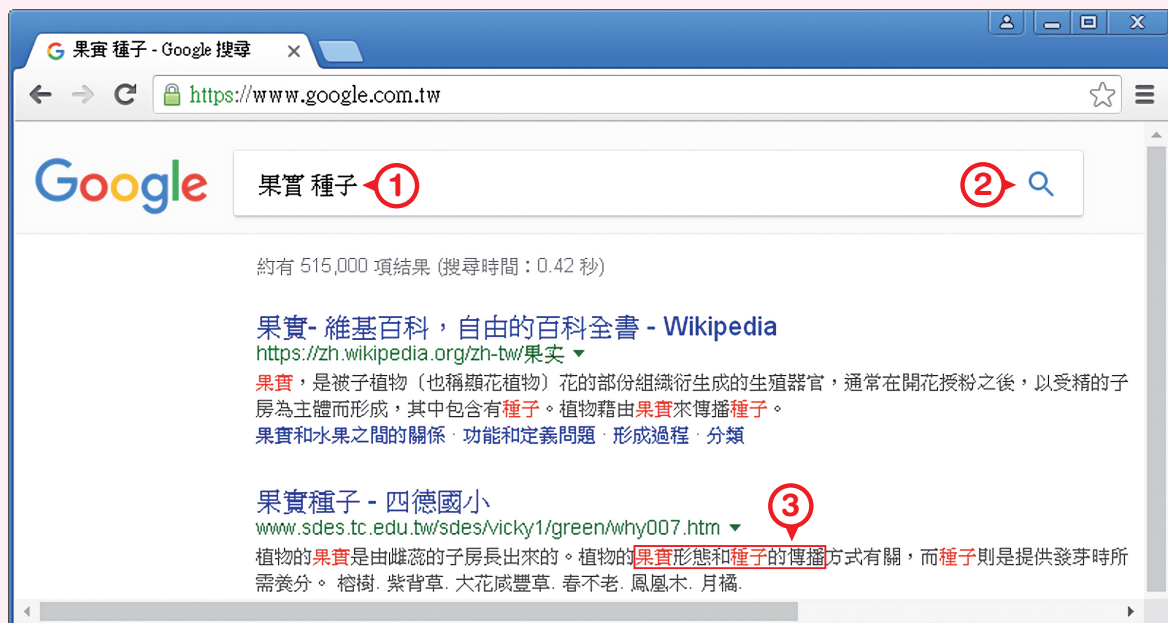 果實 種子 - Google 搜尋
https://www.google.com.tw
Google
果實 種子
1
2
約有 515,000 項結果 (搜尋時間：0.42 秒)
果實- 維基百科，自由的百科全書 - Wikipedia
https://zh.wikipedia.org/zh-tw/果实
果實，是被子植物〔也稱顯花植物〕花的部份組織衍生成的生殖器官，通常在開花授粉之後，以受精的子
房為主體而形成，其中包含有種子。植物藉由果實來傳播種子。
果實和水果之間的關係 · 功能和定義問題 · 形成過程 · 分類
果實種子 - 四德國小
3
www.sdes.tc.edu.tw/sdes/vicky1/green/why007.htm
植物的果實是由雌蕊的子房長出來的。植物的果實形態和種子的傳播方式有關，而種子則是提供發芽時所
需養分。 榕樹. 紫背草. 大花咸豐草. 春不老. 鳳凰木. 月橘.